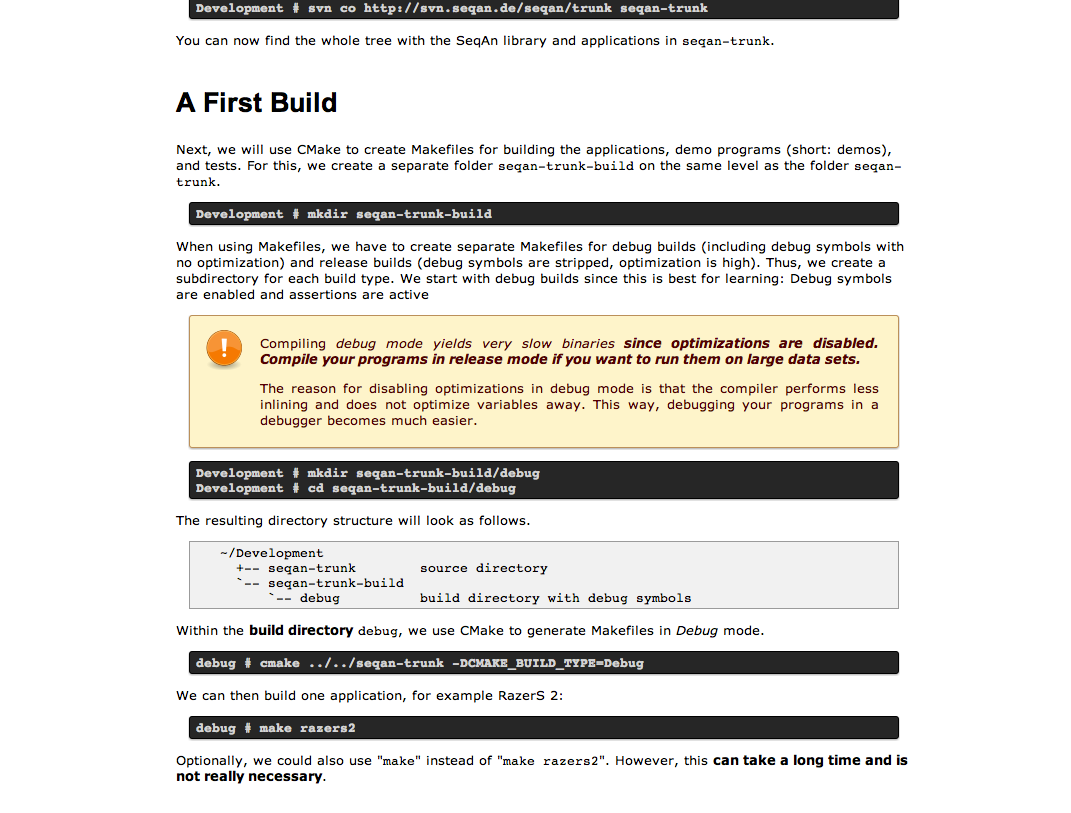 Development # svn co http://svn.seqan.de/seqan/trunk seqan-trunk
You can now find the whole tree with the SeqAn library and applications in seqan-trunk.
A First Build
Next, we will use CMake to create Makefiles for building the applications, demo programs (short: demos),
and tests. For this, we create a separate folder seqan-trunk-build on the same level as the folder seqan-
trunk.
Development # mkdir seqan-trunk-build
When using Makefiles, we have to create separate Makefiles for debug builds (including debug symbols with
no optimization) and release builds (debug symbols are stripped, optimization is high). Thus, we create a
subdirectory for each build type. We start with debug builds since this is best for learning: Debug symbols
are enabled and assertions are active
Compiling debug mode yields very slow binaries since optimizations are disabled.
Compile your programs in release mode if you want to run them on large data sets.
The reason for disabling optimizations in debug mode is that the compiler performs less
inlining and does not optimize variables away. This way, debugging your programs in a
debugger becomes much easier.
Development # mkdir seqan-trunk-build/debug
Development # cd seqan-trunk-build/debug
The resulting directory structure will look as follows.
~/Development
+-- seqan-trunk source directory
`-- seqan-trunk-build
`-- debug build directory with debug symbols
Within the build directory debug, we use CMake to generate Makefiles in Debug mode.
debug # cmake ../../seqan-trunk -DCMAKE_BUILD_TYPE=Debug
We can then build one application, for example RazerS 2:
debug # make razers2
Optionally, we could also use "make" instead of "make razers2". However, this can take a long time and is
not really necessary.